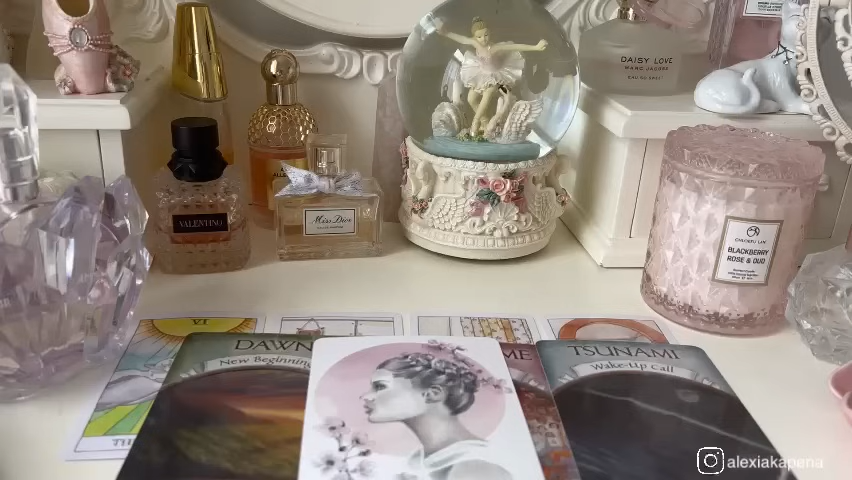 DAISY LOVE
MARC JACOBS
EAU SO SWEET
VALENTINO
Miss Dior
BLACKBERRY
ROSE & OUD
VI
DAWN
New Beginning
ME
TSUNAMI
Wake-Up Call
alexiakapena